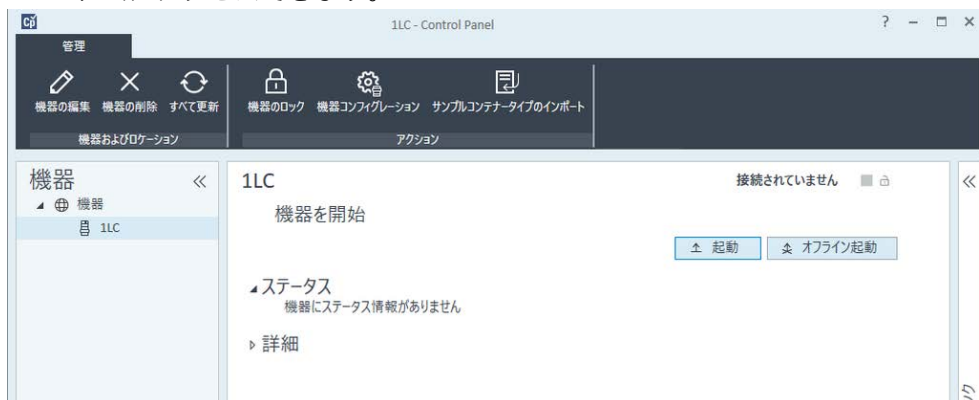 1LC - Control Panel
管理
機器の編集 機器の削除 すべて更新 機器のロック 機器コンフィグレーション サンプルコンテナータイプのインポート
機器およびロケーション アクション
機器
機器
1LC
1LC 接続されていません
機器を開始
起動 オフライン起動
ステータス
機器にステータス情報がありません
詳細